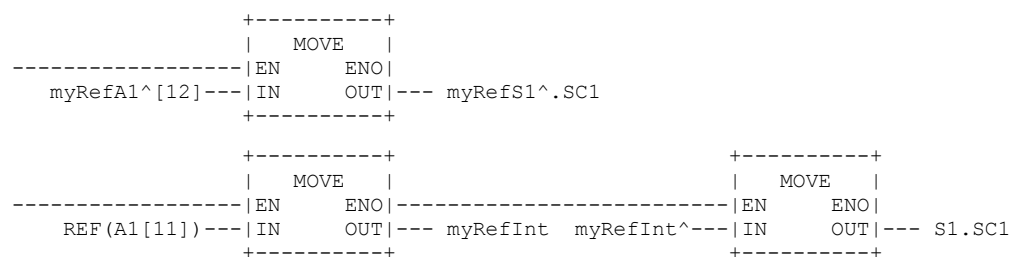 +----------+
                  |   MOVE   |
------------------|EN     ENO|
   myRefA1^[12]---|IN     OUT|--- myRefS1^.SC1
                  +----------+

                  +----------+                          +----------+
                  |   MOVE   |                          |   MOVE   |
------------------|EN     ENO|--------------------------|EN     ENO|
    REF(A1[11])---|IN     OUT|--- myRefInt  myRefInt^---|IN     OUT|--- S1.SC1
                  +----------+                          +----------+